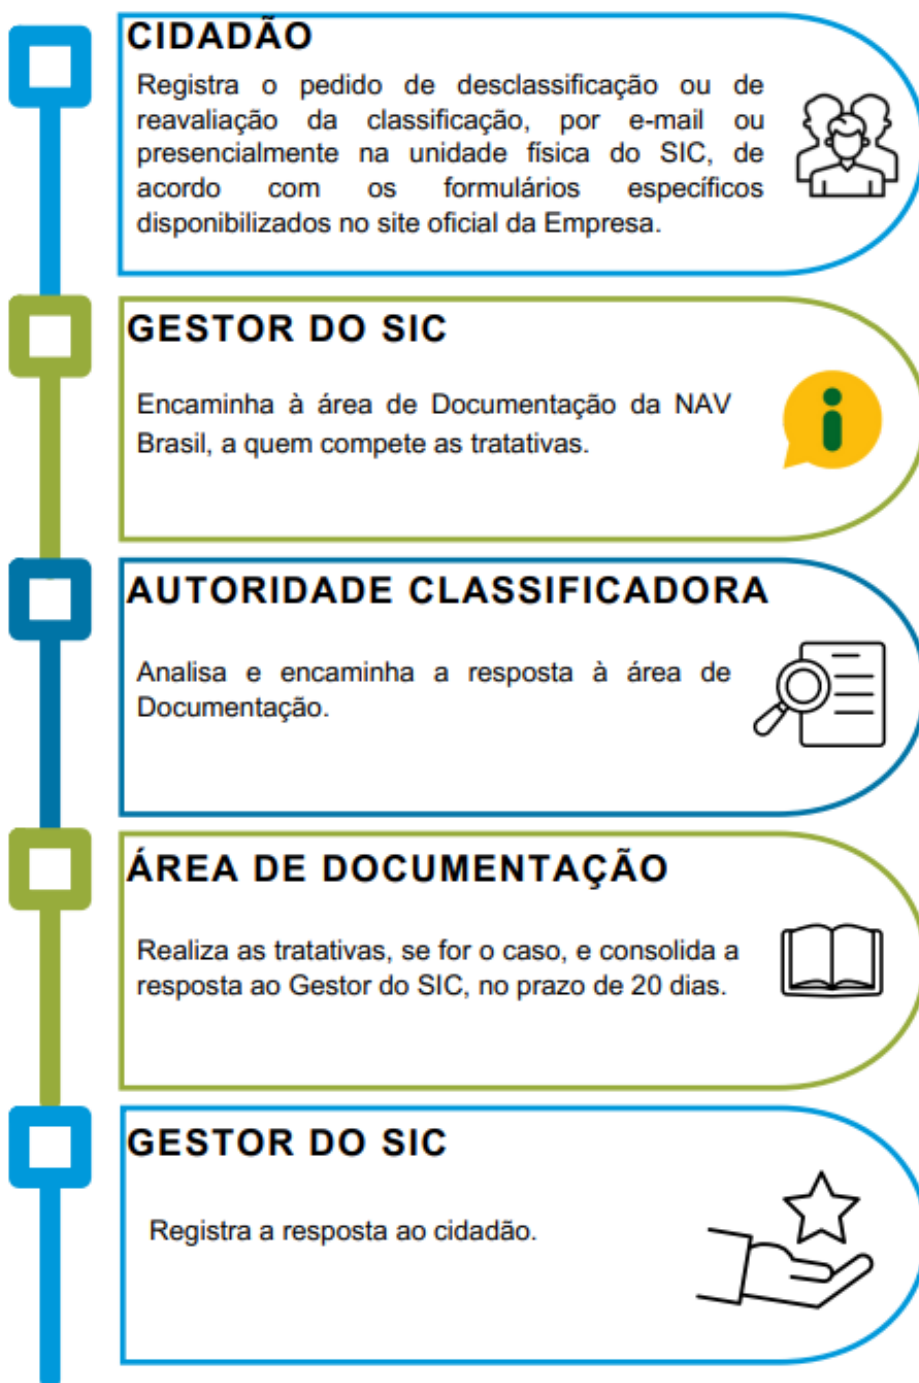 CIDADÃO
Registra o pedido de desclassificação ou de
reavaliação da classificação, por e-mail ou
presencialmente na unidade física do SIC, de
acordo com os formulários específicos
disponibilizados no site oficial da Empresa.
GESTOR DO SIC
Encaminha à área de Documentação da NAV
Brasil, a quem compete as tratativas.
AUTORIDADE CLASSIFICADORA
Analisa e encaminha a resposta à área de
Documentação.
ÁREA DE DOCUMENTAÇÃO
Realiza as tratativas, se for o caso, e consolida a
resposta ao Gestor do SIC, no prazo de 20 dias.
GESTOR DO SIC
Registra a resposta ao cidadão.